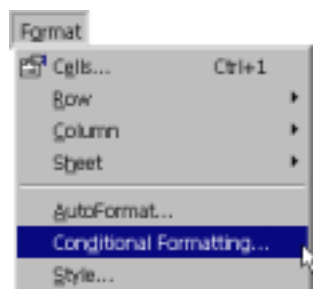 Format
Cells... Ctrl+1
Row
Column
Sheet
AutoFormat...
Conditional Formatting...
Style...